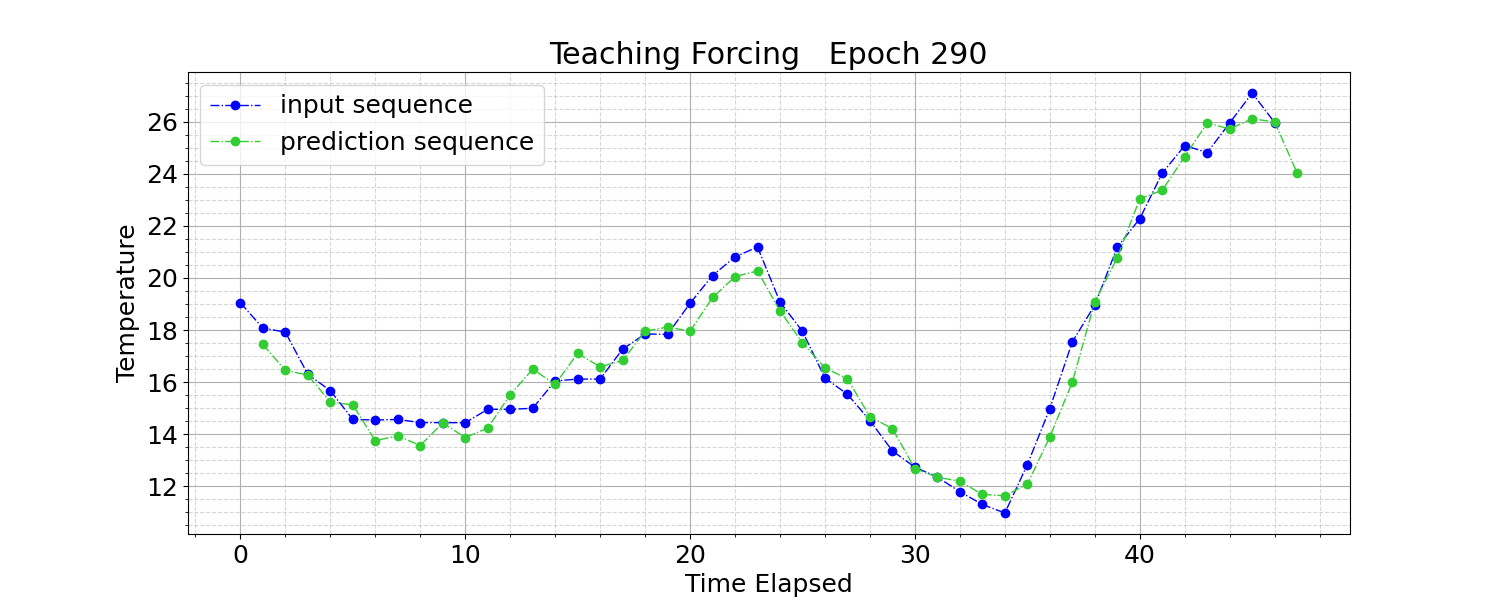 Teaching Forcing   Epoch 290
input sequence
prediction sequence
Temperature
26
24
22
20
18
16
14
12
0 10 20 30 40
Time Elapsed